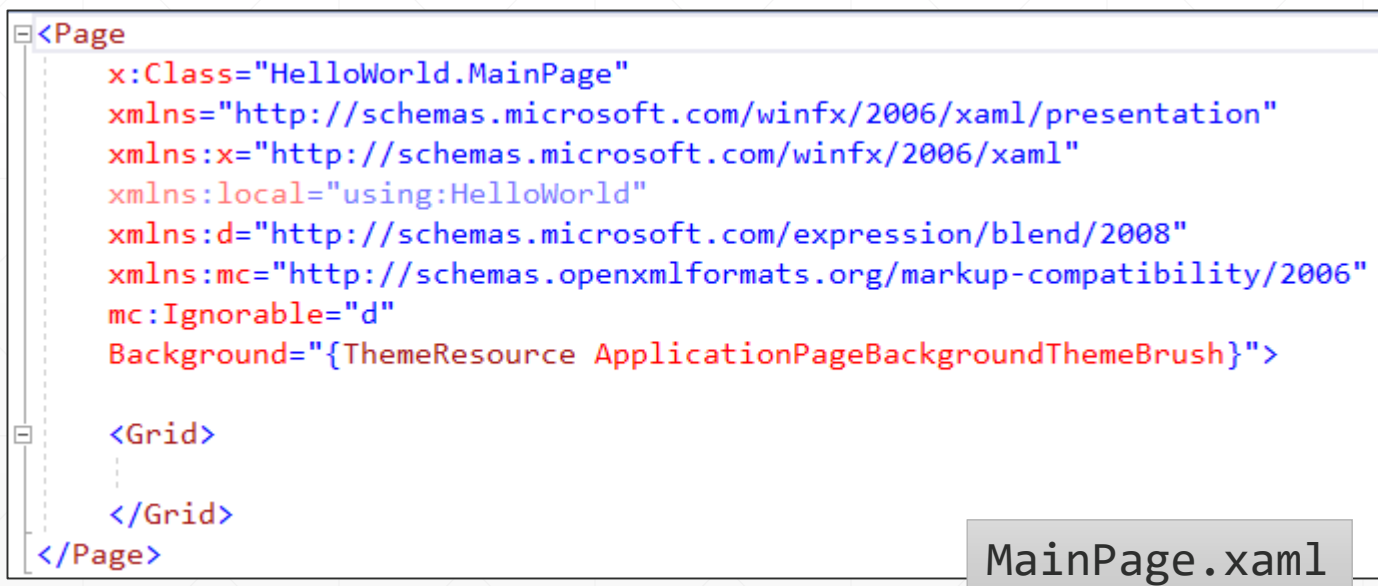 <Page
x:Class="HelloWorld.MainPage"
xmlns="http://schemas.microsoft.com/winfx/2006/xaml/presentation"
xmlns:x="http://schemas.microsoft.com/winfx/2006/xaml"
xmlns:local="using:HelloWorld"
xmlns:d="http://schemas.microsoft.com/expression/blend/2008"
xmlns:mc="http://schemas.openxmlformats.org/markup-compatibility/2006"
mc:Ignorable="d"
Background="{ThemeResource ApplicationPageBackgroundThemeBrush}">
<Grid>
</Grid>
</Page>
MainPage.xaml